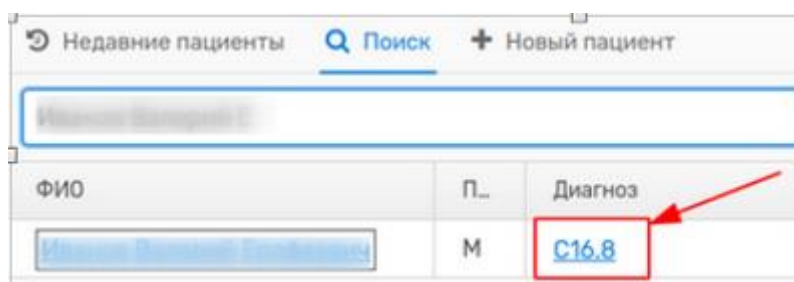 Недавние пациенты Поиск Новый пациент
ФИО П... Диагноз
М C16.8